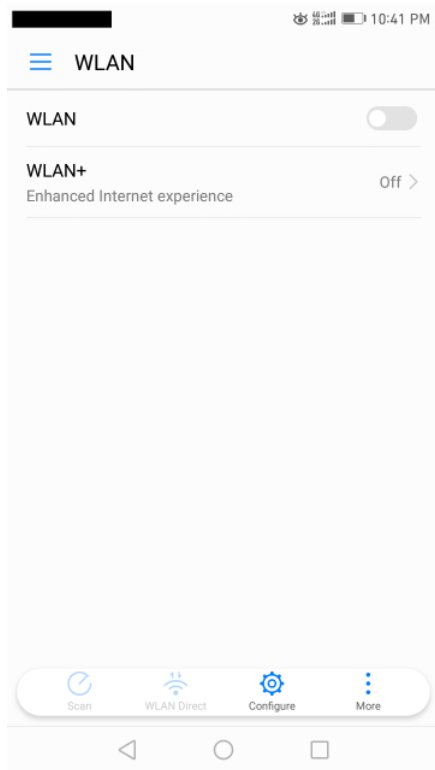 10:41 PM
WLAN
WLAN
WLAN+
Enhanced Internet experience
Off
Scan
WLAN Direct
Configure
More